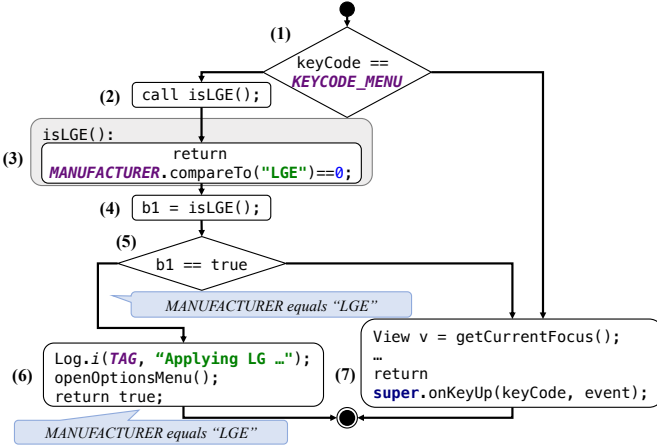 (1)
keyCode ==
KEYCODE_MENU
(2)
call isLGE();
isLGE():
(3)
return
MANUFACTURER.compareTo("LGE")==0;
(4)
b1 = isLGE();
(5)
b1 == true
MANUFACTURER equals “LGE”
(6)
Log.i(TAG, “Applying LG …");
openOptionsMenu();
return true;
(7)
View v = getCurrentFocus();
…
return
super.onKeyUp(keyCode, event);
MANUFACTURER equals “LGE”